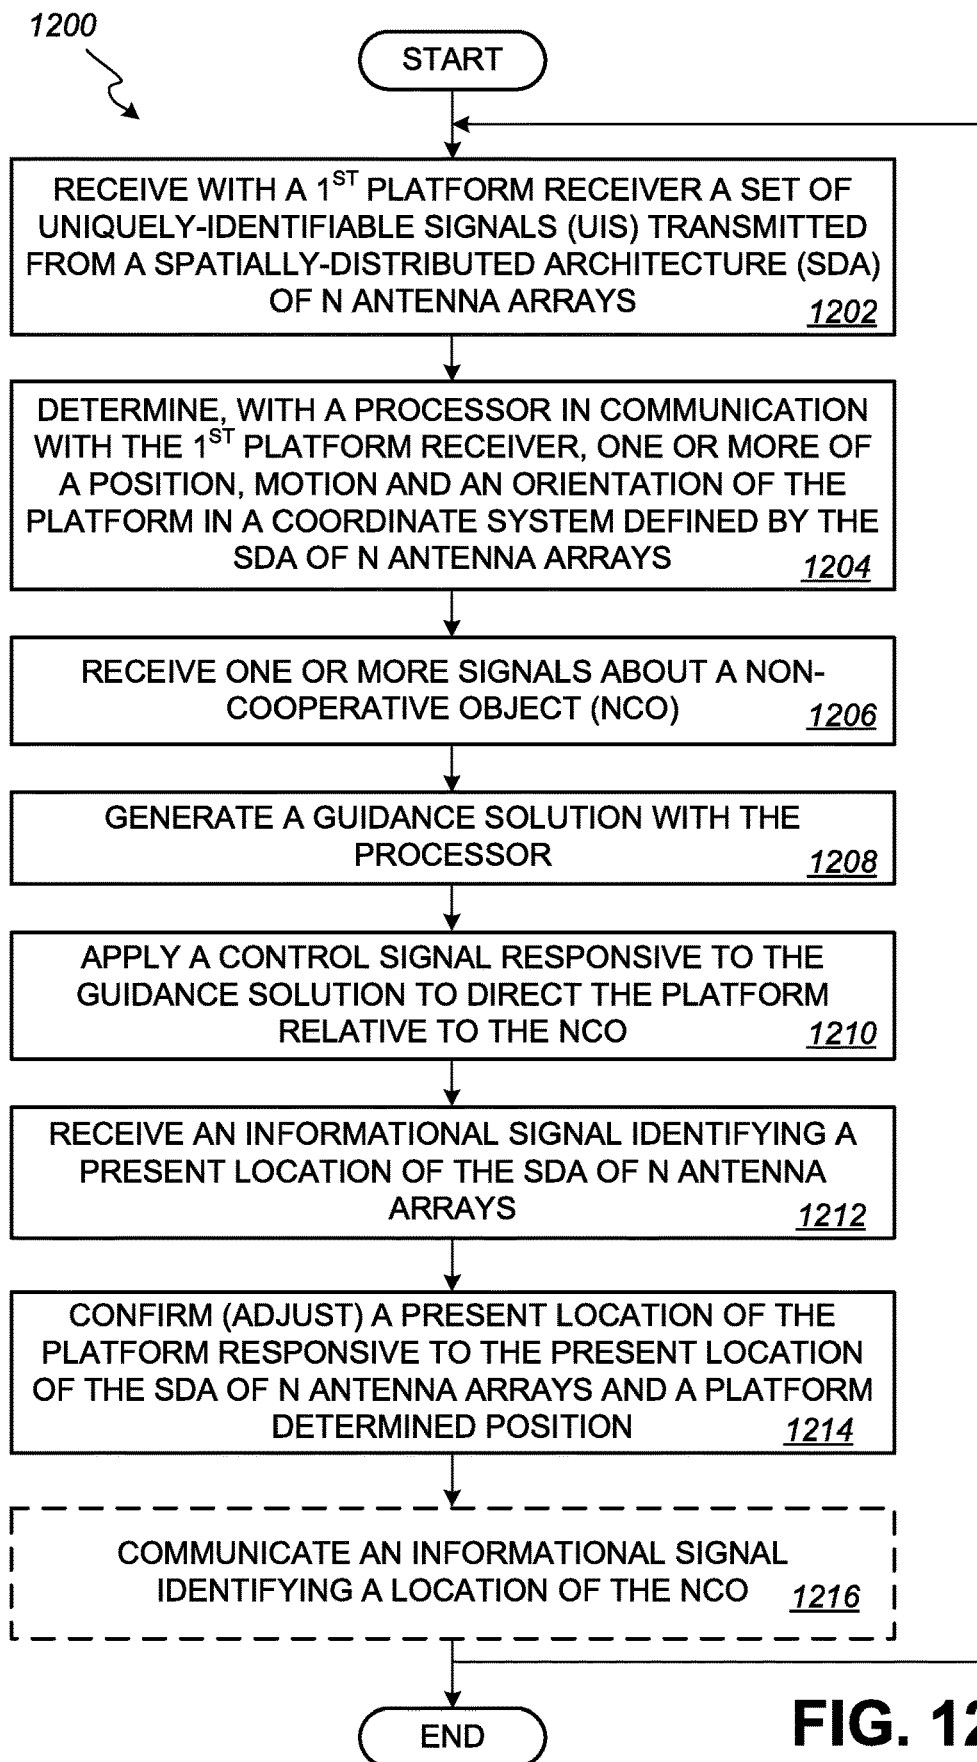 1200
START
RECEIVE WITH A 1ST PLATFORM RECEIVER A SET OF
UNIQUELY-IDENTIFIABLE SIGNALS (UIS) TRANSMITTED
FROM A SPATIALLY-DISTRIBUTED ARCHITECTURE (SDA)
OF N ANTENNA ARRAYS
1202
DETERMINE, WITH A PROCESSOR IN COMMUNICATION
WITH THE 1ST PLATFORM RECEIVER, ONE OR MORE OF
A POSITION, MOTION AND AN ORIENTATION OF THE
PLATFORM IN A COORDINATE SYSTEM DEFINED BY THE
SDA OF N ANTENNA ARRAYS
1204
RECEIVE ONE OR MORE SIGNALS ABOUT A NON-
COOPERATIVE OBJECT (NCO)
1206
GENERATE A GUIDANCE SOLUTION WITH THE
PROCESSOR
1208
APPLY A CONTROL SIGNAL RESPONSIVE TO THE
GUIDANCE SOLUTION TO DIRECT THE PLATFORM
RELATIVE TO THE NCO
1210
RECEIVE AN INFORMATIONAL SIGNAL IDENTIFYING A
PRESENT LOCATION OF THE SDA OF N ANTENNA
ARRAYS
1212
CONFIRM (ADJUST) A PRESENT LOCATION OF THE
PLATFORM RESPONSIVE TO THE PRESENT LOCATION
OF THE SDA OF N ANTENNA ARRAYS AND A PLATFORM
DETERMINED POSITION
1214
COMMUNICATE AN INFORMATIONAL SIGNAL
IDENTIFYING A LOCATION OF THE NCO
1216
END
FIG. 12